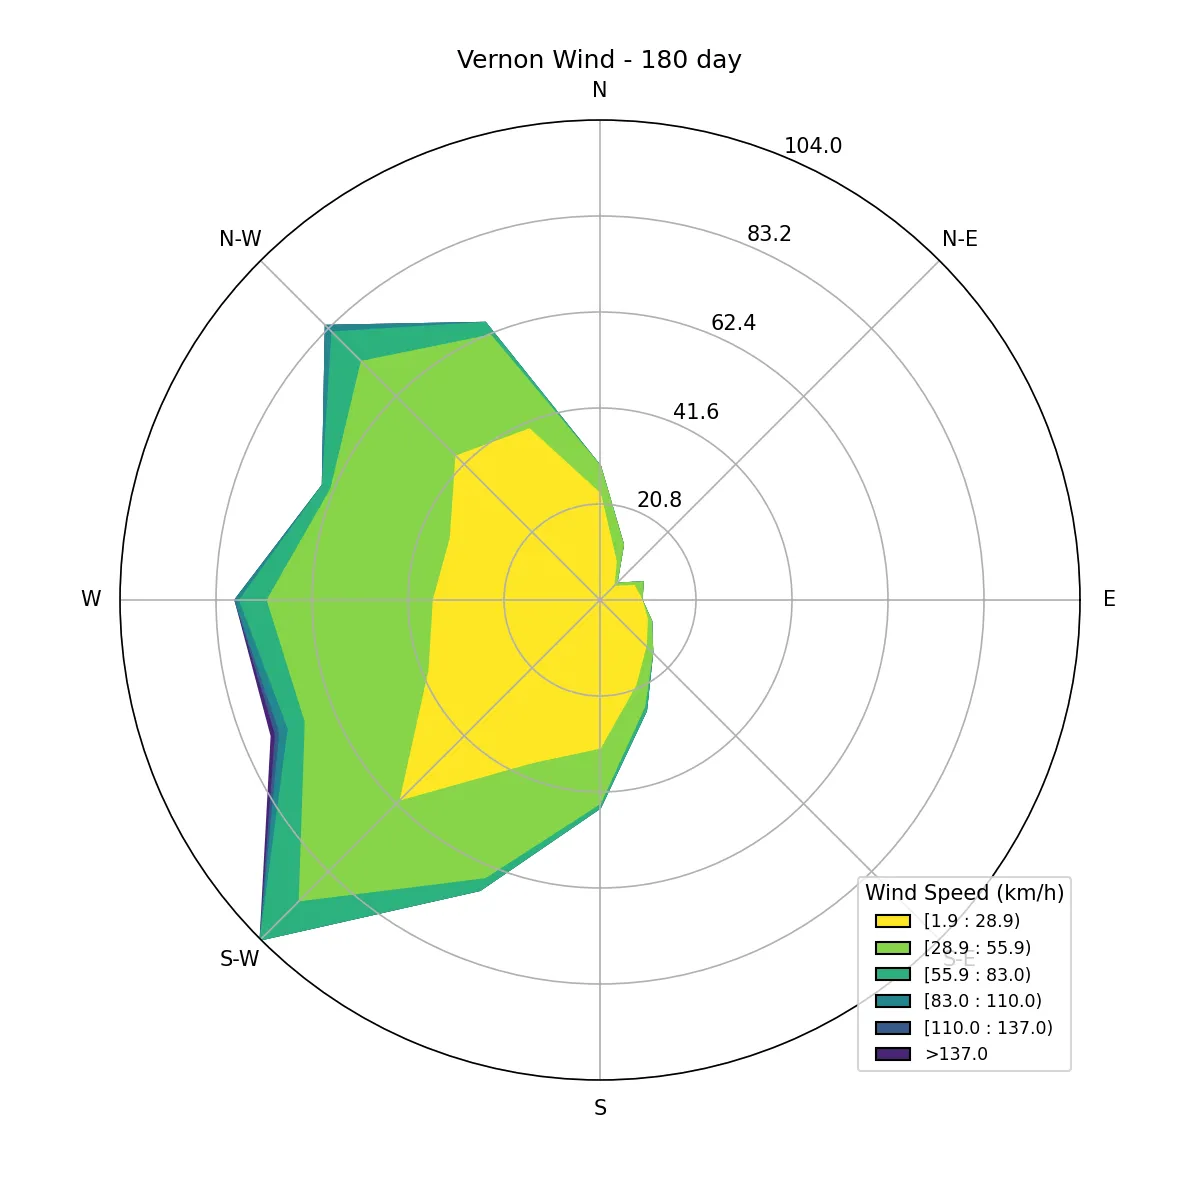 Vernon Wind - 180 day
N
104.0
83.2
N-W
N-E
62.4
41.6
20.8
W
E
Wind Speed (km/h)
[1.9 : 28.9)
[28.9 : 55.9)
S-W
S-E
[55.9 : 83.0)
[83.0 : 110.0)
[110.0 : 137.0)
>137.0
S